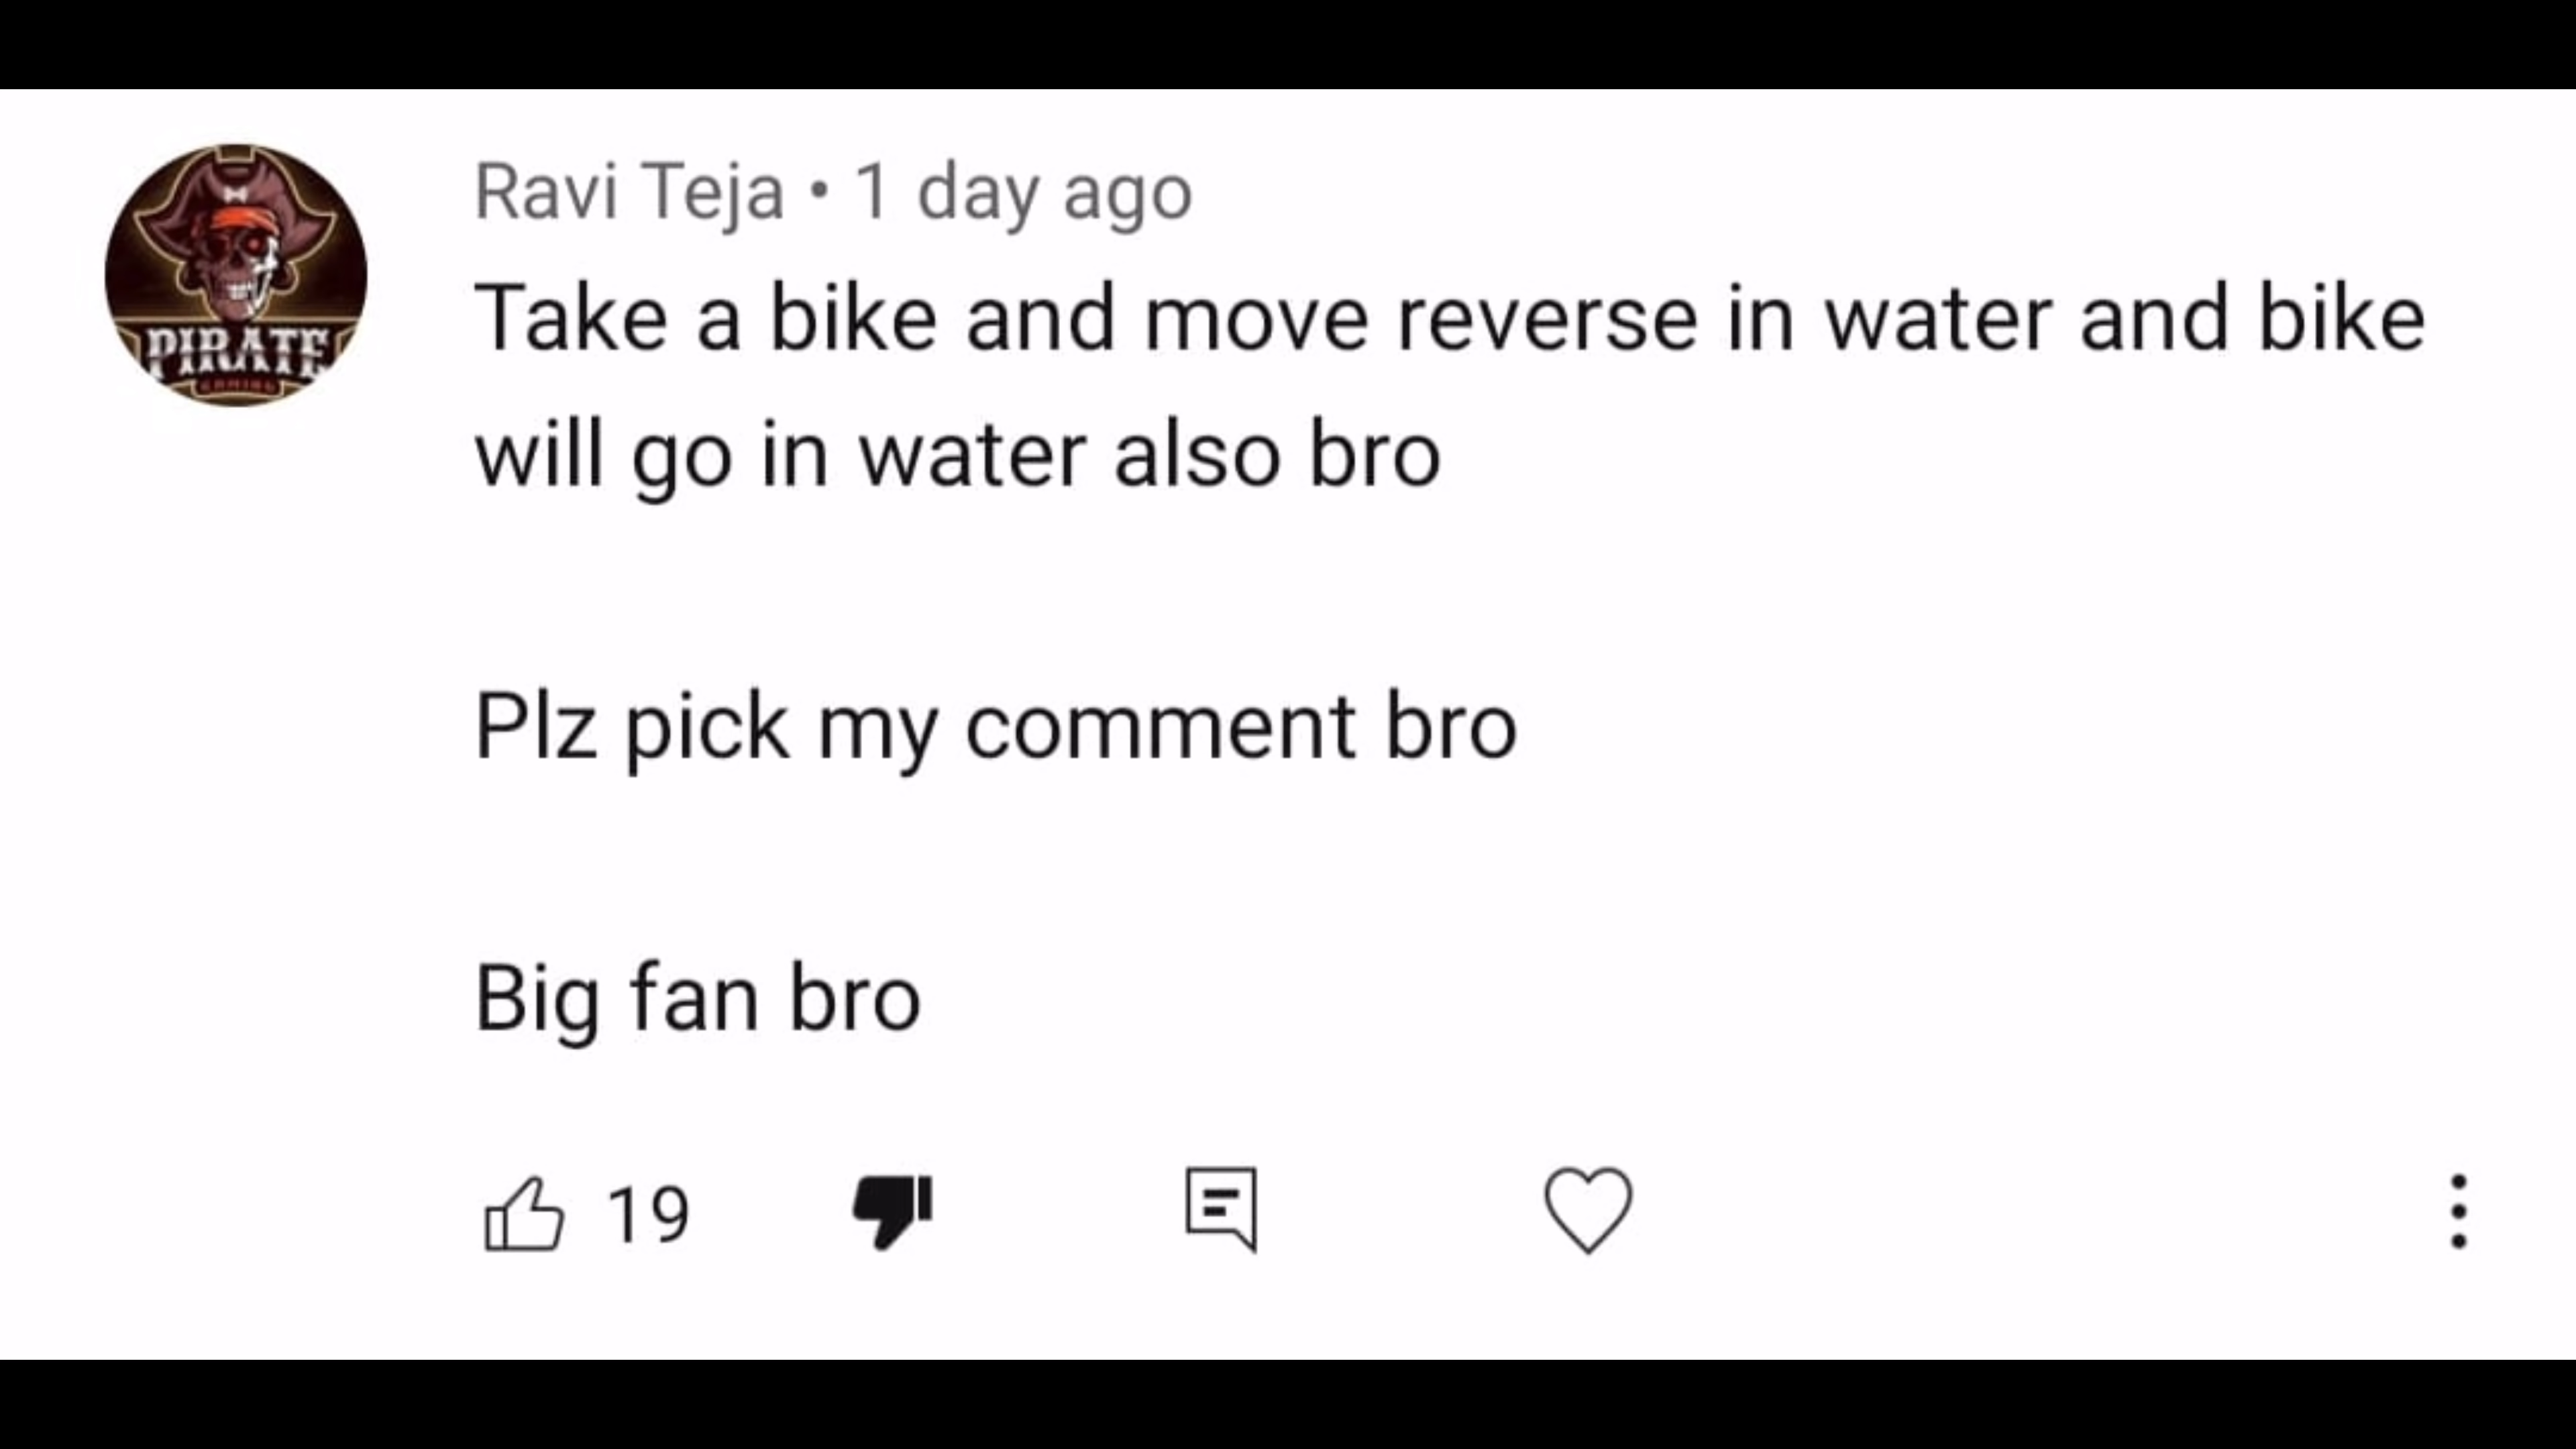 Ravi Teja • 1 day ago
Take a bike and move reverse in water and bike
will go in water also bro
Plz pick my comment bro
Big fan bro
19
PIRATE
GAMING